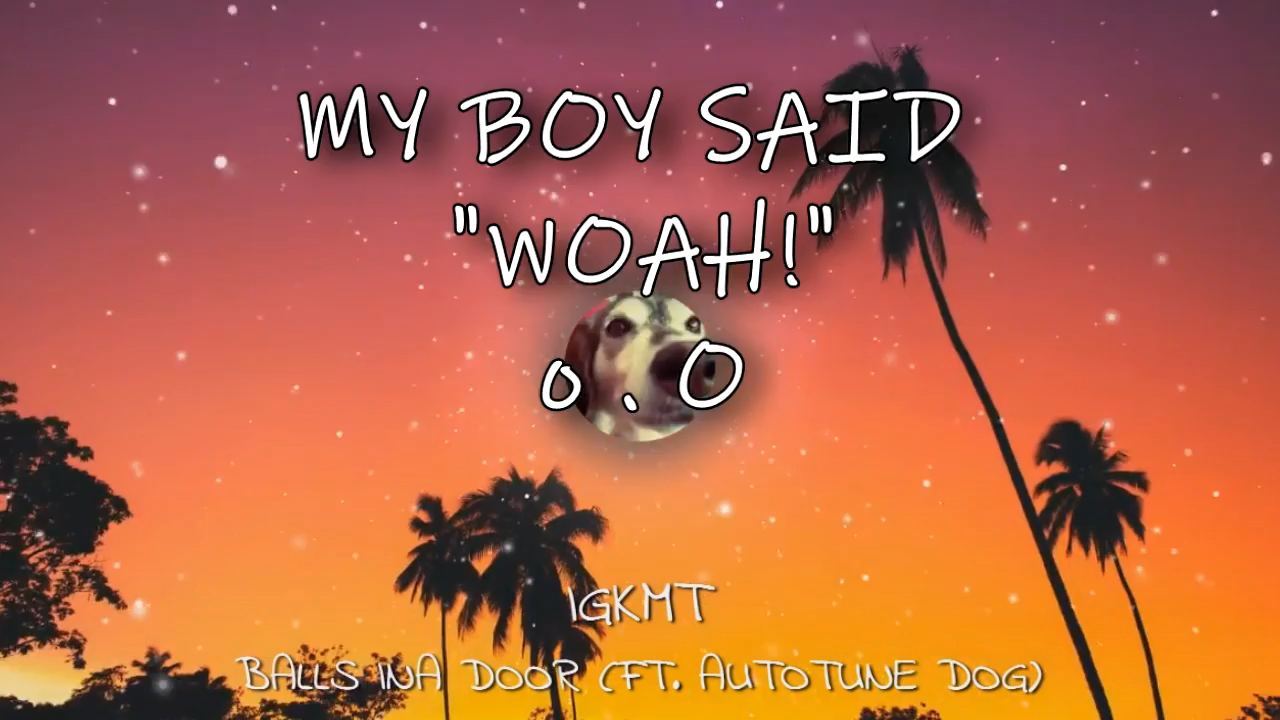 MY BOY SAID
"WOAH!"
o . O
IGKMT
BALLS INA DOOR (FT. AUTOTUNE DOG)